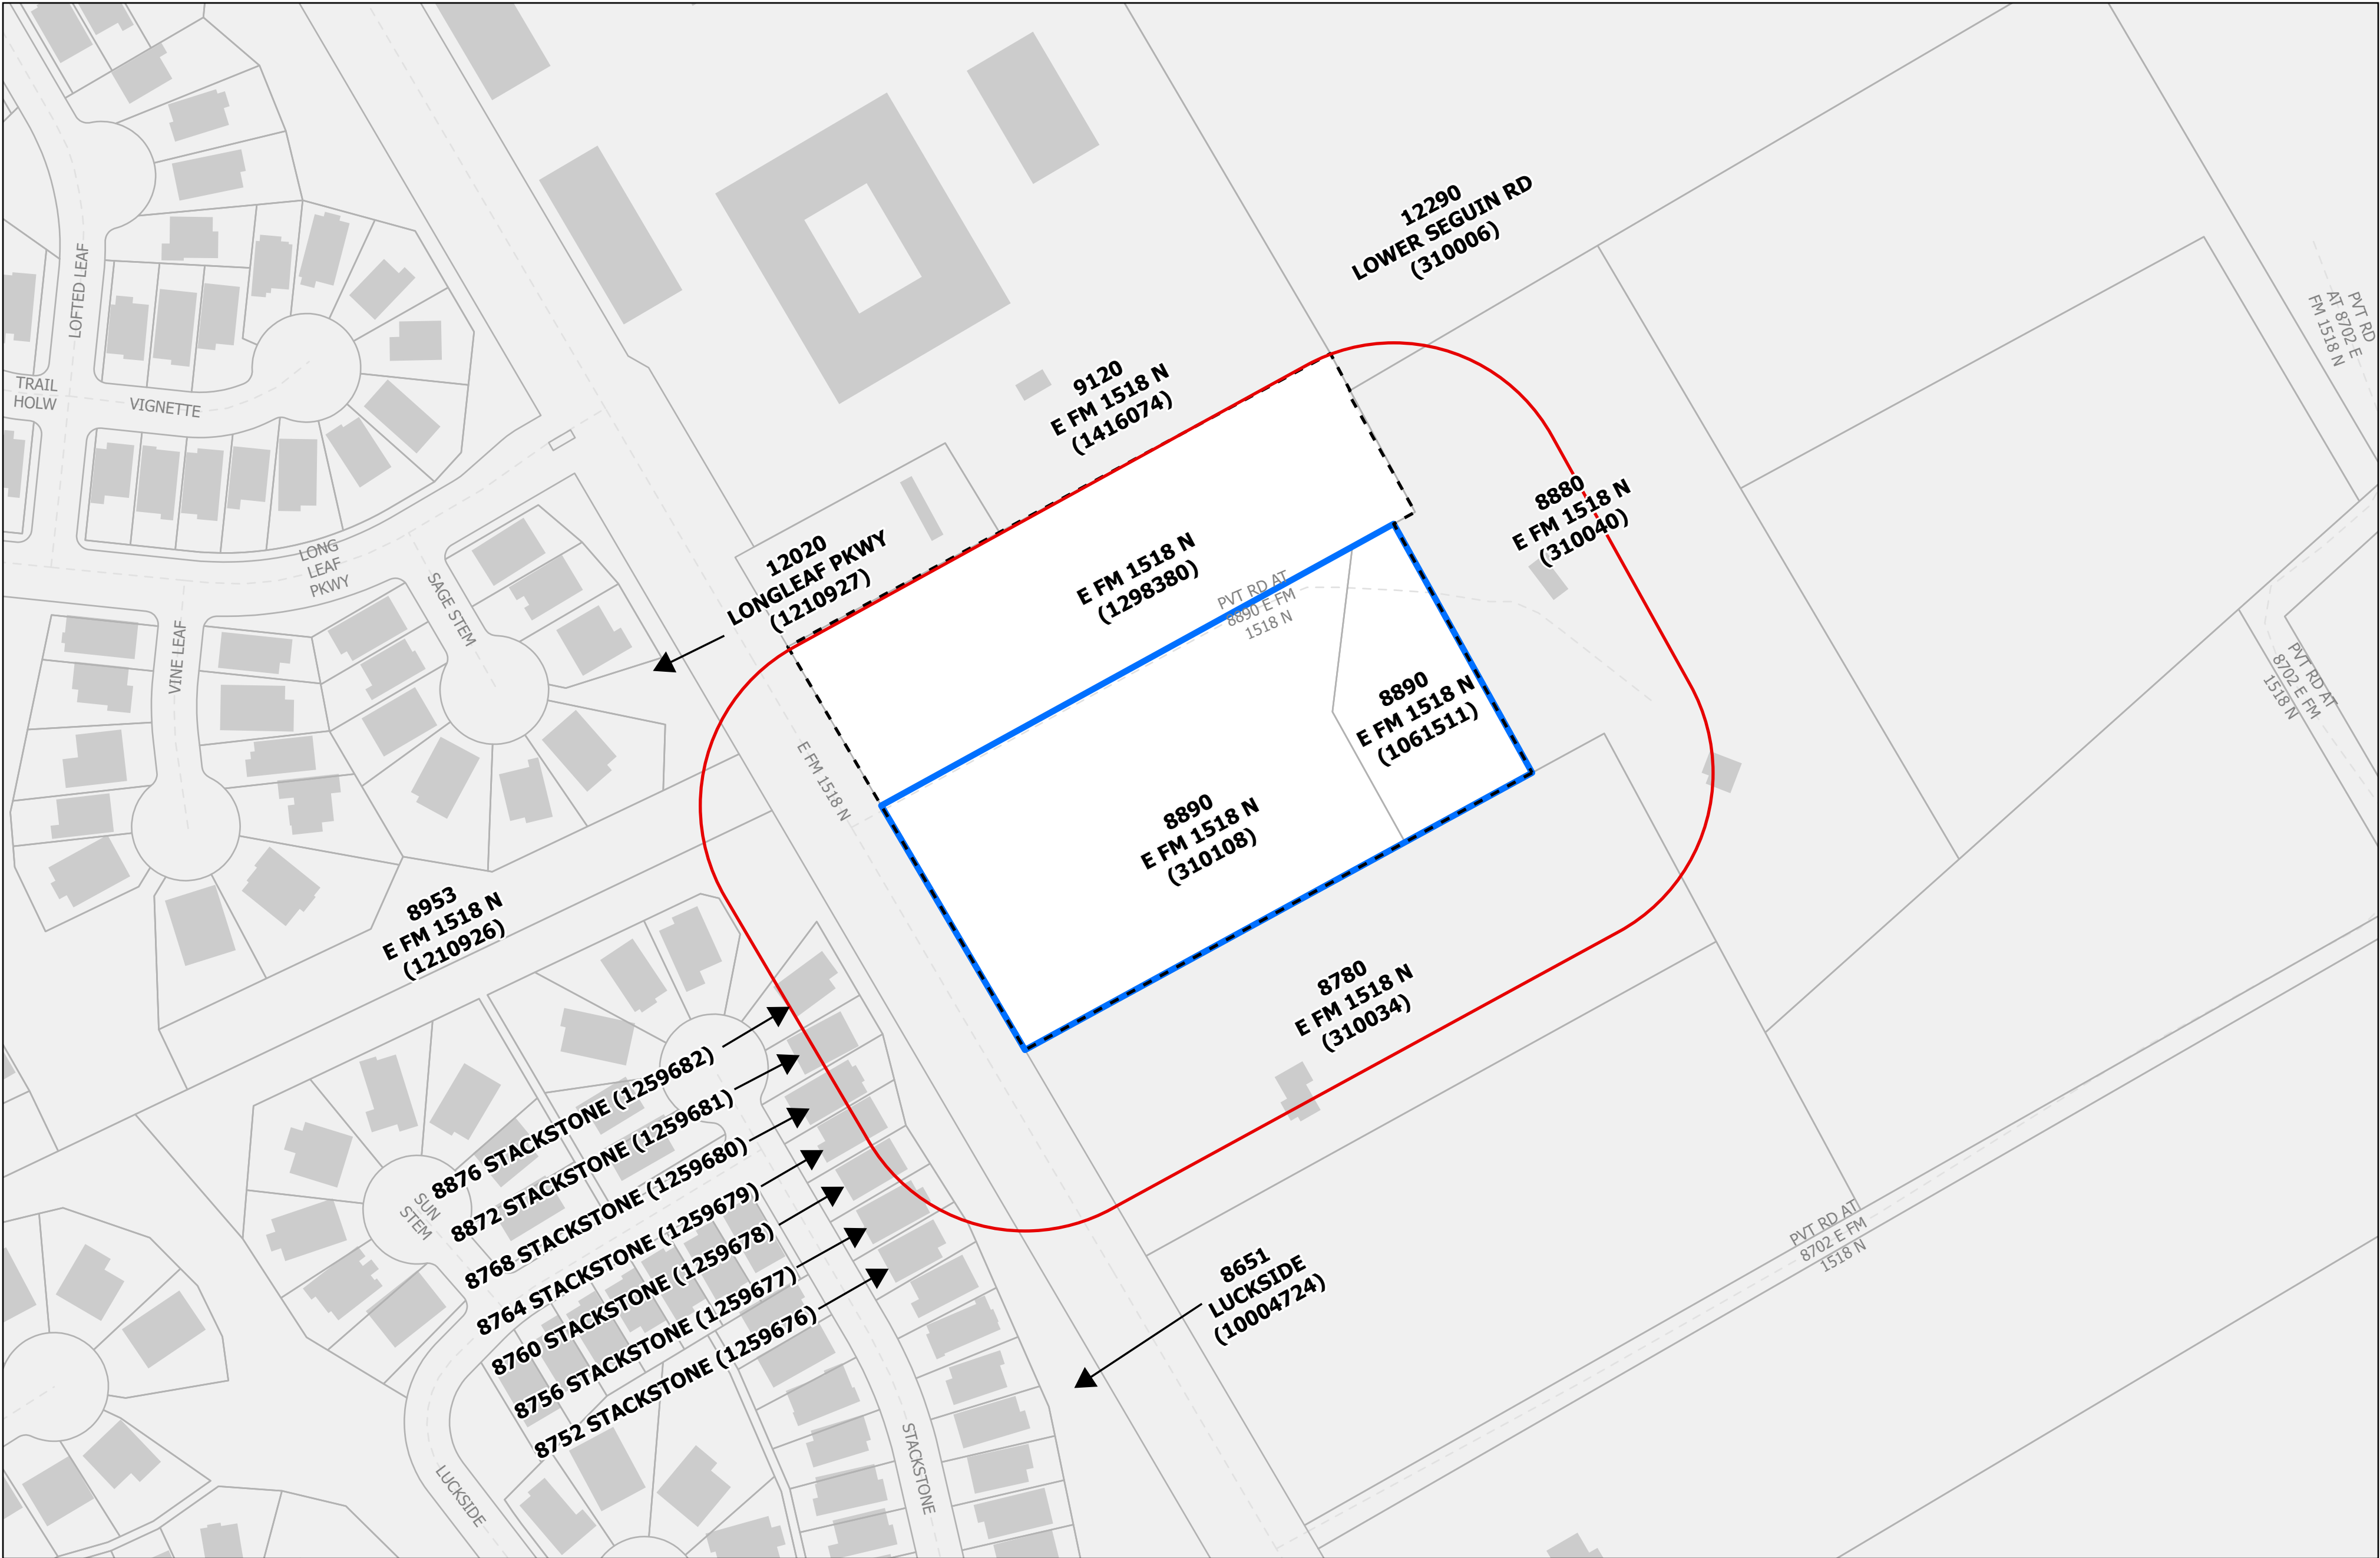 12290
LOWER SEGUIN RD
(310006)
PVT RD
AT 8702 E
FM 1518 N
LOFTED LEAF
TRAIL
HOLW
VIGNETTE
9120
E FM 1518 N
(1416074)
8880
E FM 1518 N
(310040)
12020
LONGLEAF PKWY
(1210927)
E FM 1518 N
(1298380)
LONG
LEAF
PKWY
SAGE STEM
VINE LEAF
PVT RD AT
8890 E FM
1518 N
PVT RD AT
8702 E FM
1518 N
8890
E FM 1518 N
(1061511)
E FM 1518 N
8890
E FM 1518 N
(310108)
8953
E FM 1518 N
(1210926)
8780
E FM 1518 N
(310034)
8876 STACKSTONE (1259682)
8872 STACKSTONE (1259681)
8768 STACKSTONE (1259680)
8764 STACKSTONE (1259679)
8760 STACKSTONE (1259678)
8756 STACKSTONE (1259677)
8752 STACKSTONE (1259676)
SUN
STEM
PVT RD AT
8702 E FM
1518 N
8651
LUCKSIDE
(10004724)
STACKSTONE
LUCKSIDE